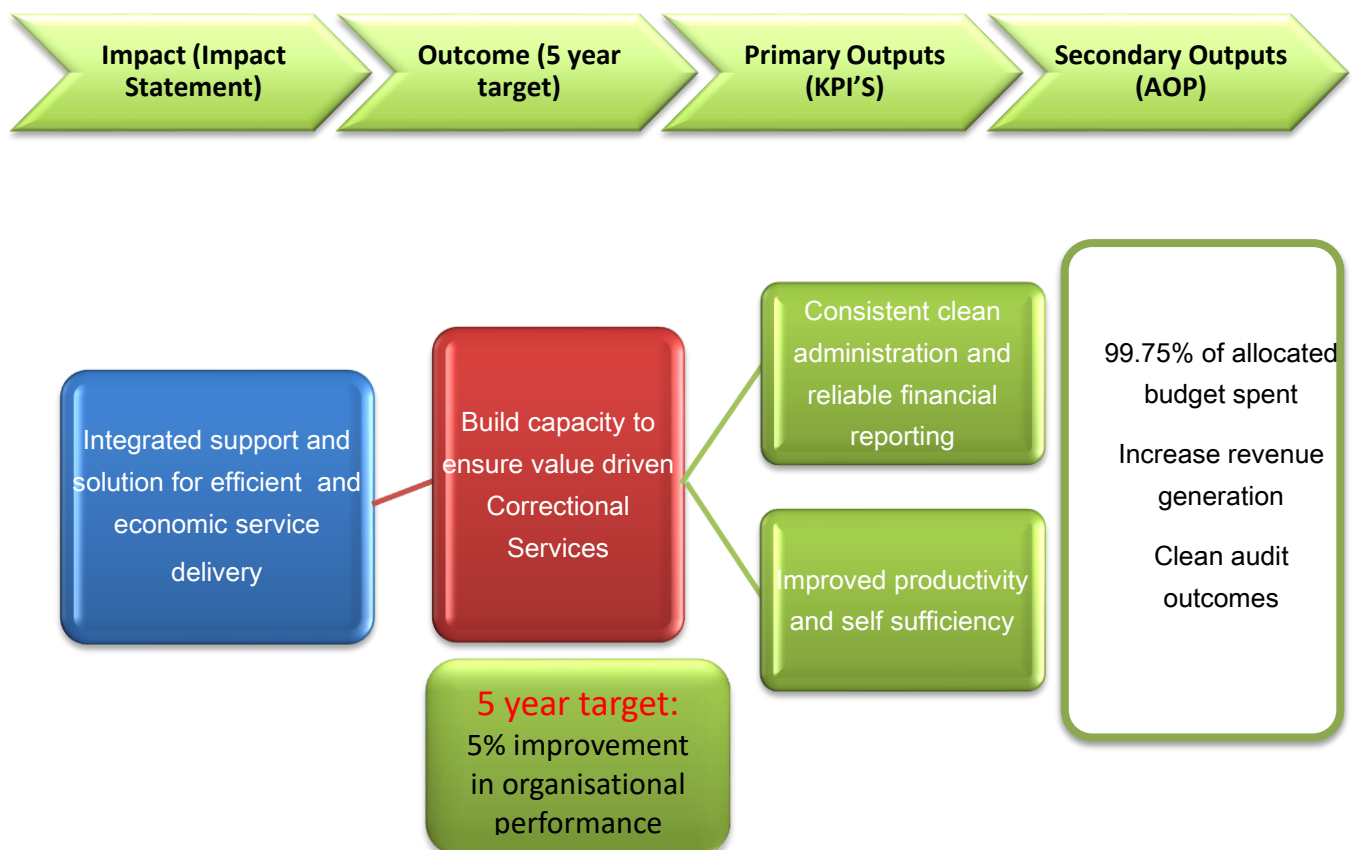 Impact (Impact
Statement)
Outcome (5 year
target)
Primary Outputs
(KPI’S)
Secondary Outputs
(AOP)
Integrated support and
solution for efficient and
economic service
delivery
Build capacity to
ensure value driven
Correctional
Services
5 year target:
5% improvement
in organisational
performance
Consistent clean
administration and
reliable financial
reporting
Improved productivity
and self sufficiency
99.75% of allocated
budget spent
Increase revenue
generation
Clean audit
outcomes